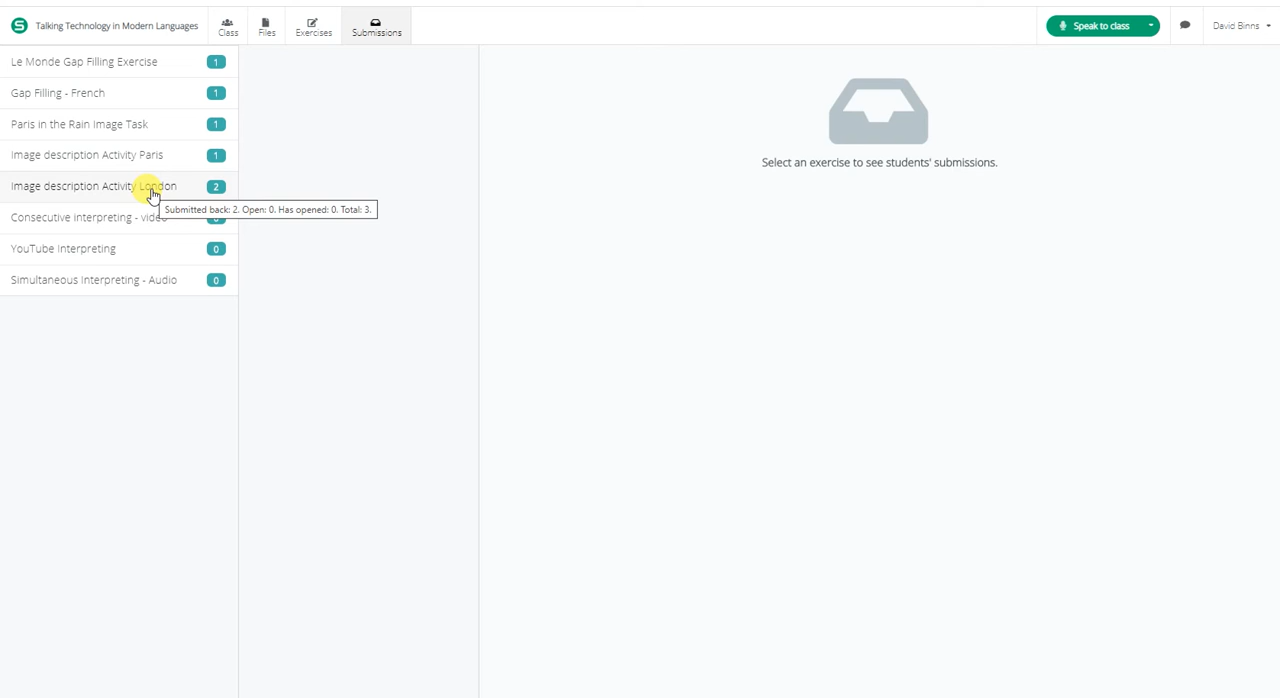 S Talking Technology in Modern Languages
Class
Files
Exercises
Submissions
Speak to class
David Binns
Le Monde Gap Filling Exercise 1
Gap Filling - French 1
Paris in the Rain Image Task 1
Image description Activity Paris 1
Image description Activity London 2
Submitted back: 2. Open: 0. Has opened: 0. Total: 3.
Consecutive interpreting - video
YouTube Interpreting 0
Simultaneous Interpreting - Audio 0
Select an exercise to see students' submissions.